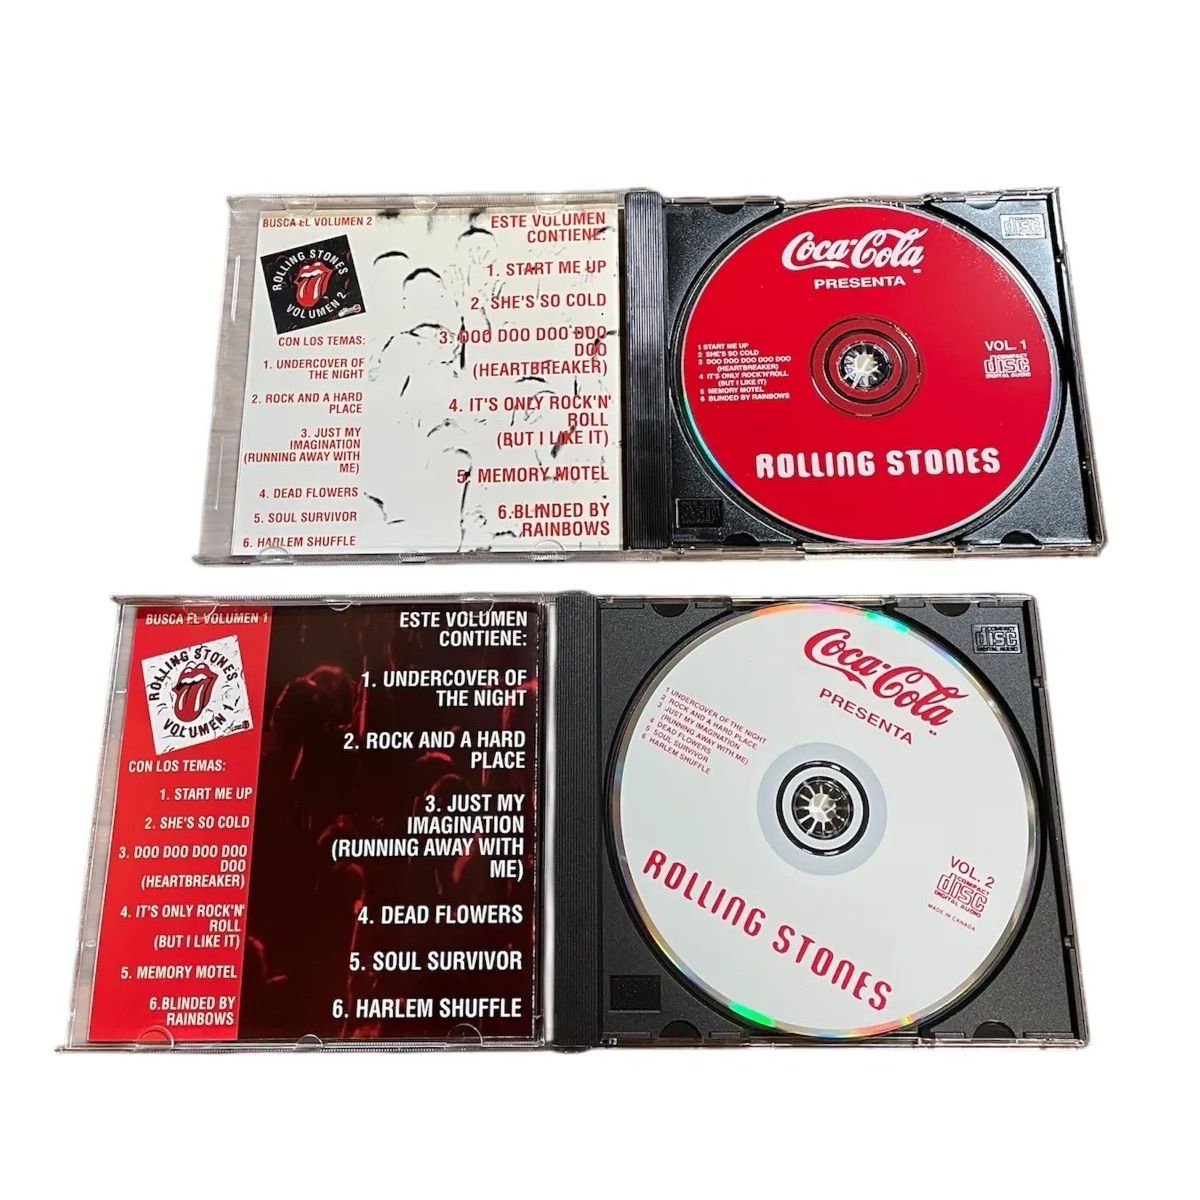 BUSCA EL VOLUMEN 2
ROLLING STONES
VOLUMEN 2
CON LOS TEMAS:
1. UNDERCOVER OF
THE NIGHT
2. ROCK AND A HARD
PLACE
3. JUST MY
IMAGINATION
(RUNNING AWAY WITH
ME)
4. DEAD FLOWERS
5. SOUL SURVIVOR
6. HARLEM SHUFFLE
ESTE VOLUMEN
CONTIENE:
1. START ME UP
2. SHE'S SO COLD
3. DOO DOO DOO DOO
DOO
(HEARTBREAKER)
4. IT'S ONLY ROCK'N'
ROLL
(BUT I LIKE IT)
5. MEMORY MOTEL
6.BLINDED BY
RAINBOWS
Coca-Cola
PRESENTA
1 START ME UP
2 SHE'S SO COLD
3 DOO DOO DOO DOO DOO
(HEARTBREAKER)
4 IT'S ONLY ROCK'N'ROLL
(BUT I LIKE IT)
5 MEMORY MOTEL
6 BLINDED BY RAINBOWS
VOL. 1
COMPACT
disc
DIGITAL AUDIO
ROLLING STONES
COMPACT
disc
DIGITAL AUDIO
BUSCA EL VOLUMEN 1
ROLLING STONES
VOLUMEN 1
CON LOS TEMAS:
1. START ME UP
2. SHE'S SO COLD
3. DOO DOO DOO DOO
DOO
(HEARTBREAKER)
4. IT'S ONLY ROCK'N'
ROLL
(BUT I LIKE IT)
5. MEMORY MOTEL
6.BLINDED BY
RAINBOWS
ESTE VOLUMEN
CONTIENE:
1. UNDERCOVER OF
THE NIGHT
2. ROCK AND A HARD
PLACE
3. JUST MY
IMAGINATION
(RUNNING AWAY WITH
ME)
4. DEAD FLOWERS
5. SOUL SURVIVOR
6. HARLEM SHUFFLE
Coca-Cola
PRESENTA
1 UNDERCOVER OF THE NIGHT
2 ROCK AND A HARD PLACE
3 JUST MY IMAGINATION
(RUNNING AWAY WITH ME)
4 DEAD FLOWERS
5 SOUL SURVIVOR
6 HARLEM SHUFFLE
VOL. 2
COMPACT
disc
DIGITAL AUDIO
MADE IN CANADA
ROLLING STONES
COMPACT
disc
DIGITAL AUDIO